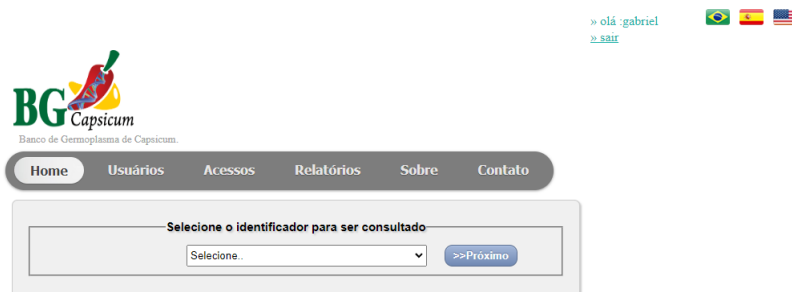 » olá :gabriel
» sair
BG Capsicum
Banco de Germoplasma de Capsicum.
Home Usuários Acessos Relatórios Sobre Contato
Selecione o identificador para ser consultado
Selecione.. >>Próximo